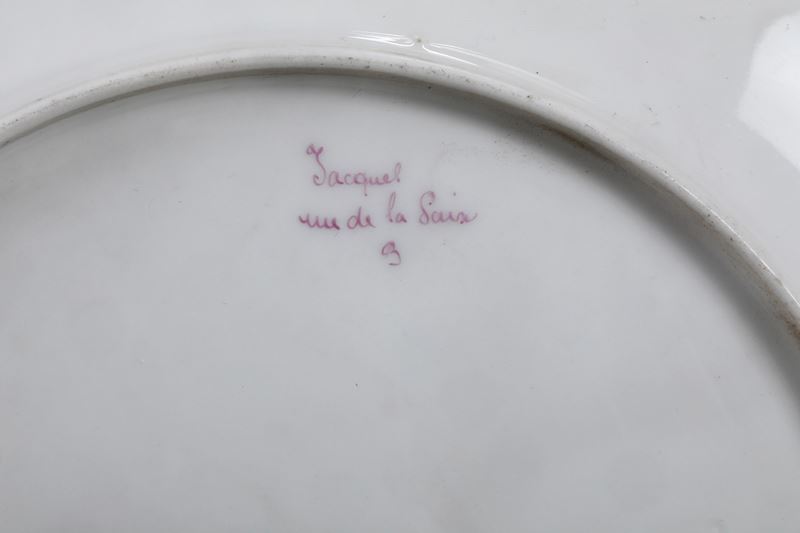 Jacquel
rue de la Paix
3